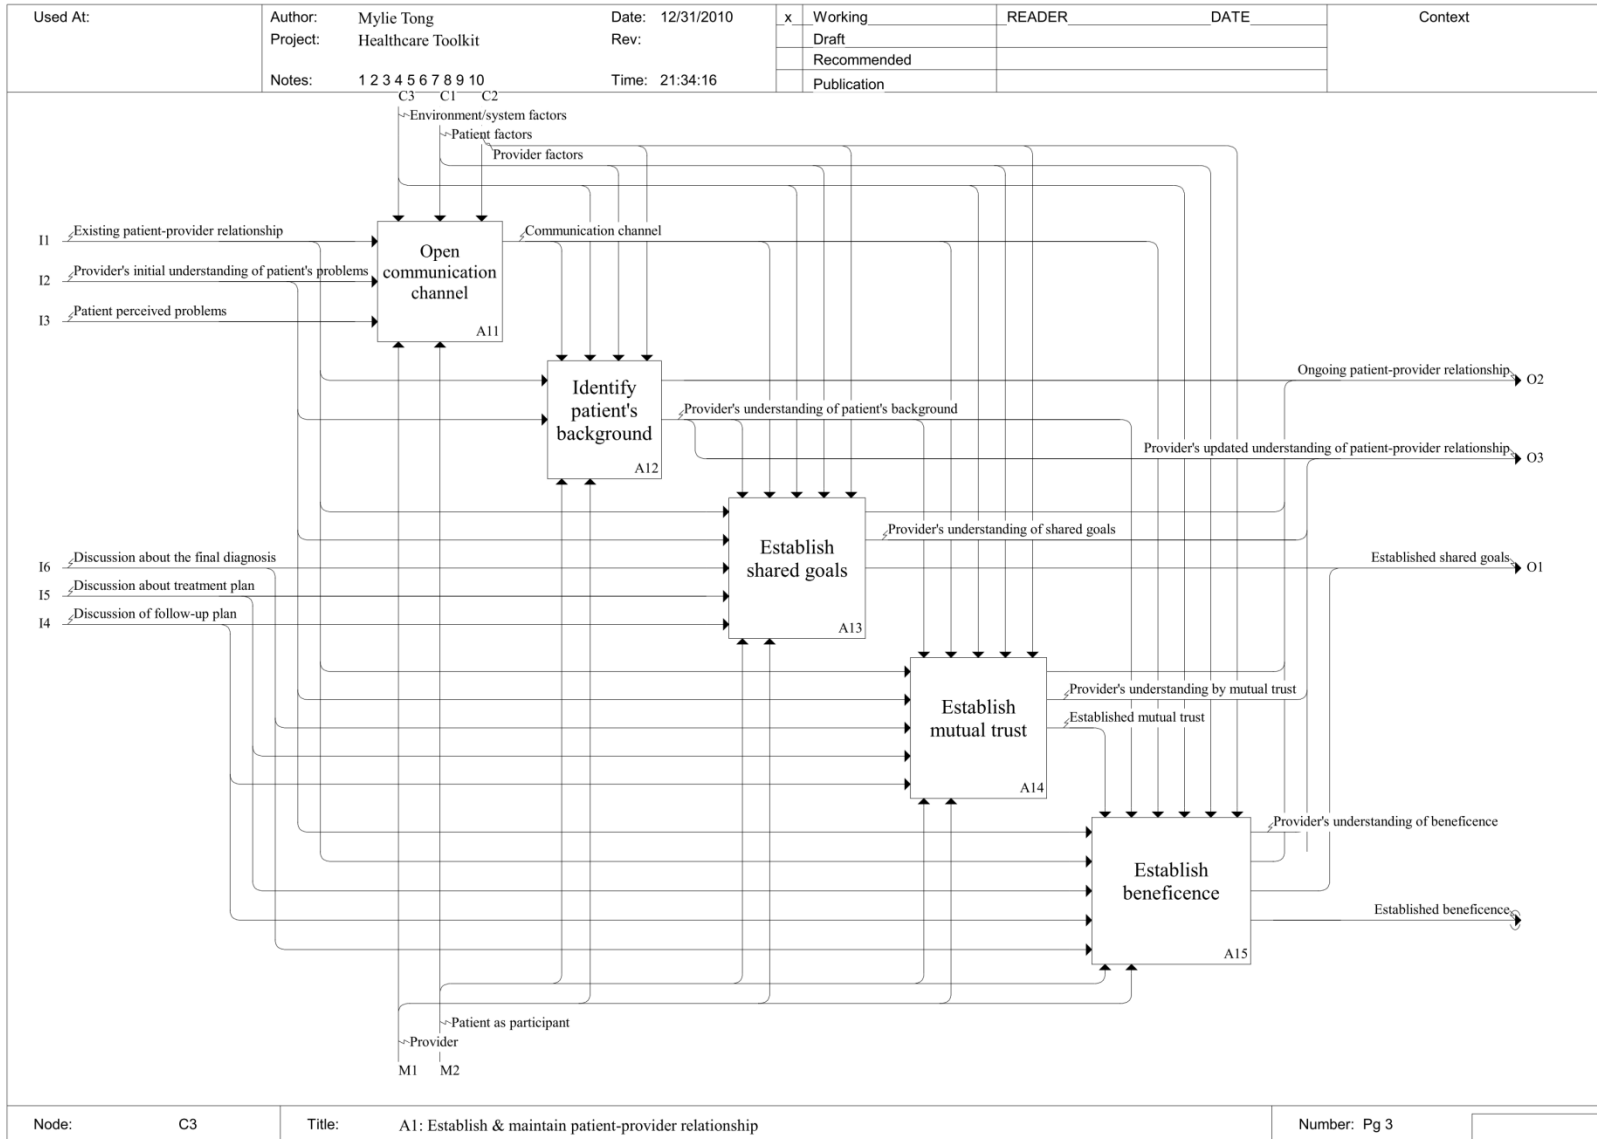 Used At:
Author: Mylie Tong
Date: 12/31/2010
x Working
READER DATE
Context
Project: Healthcare Toolkit
Rev:
Draft
Recommended
Notes: 1 2 3 4 5 6 7 8 9 10
Time: 21:34:16
Publication
C3 C1 C2
Environment/system factors
Patient factors
Provider factors
I1 Existing patient-provider relationship
Communication channel
I2 Provider's initial understanding of patient's problems
I3 Patient perceived problems
Open
communication
channel
A11
Identify
patient's
background
A12
Ongoing patient-provider relationship O2
Provider's understanding of patient's background
Provider's updated understanding of patient-provider relationship O3
Provider's understanding of shared goals
Establish
shared goals
A13
Established shared goals O1
I6 Discussion about the final diagnosis
I5 Discussion about treatment plan
I4 Discussion of follow-up plan
Establish
mutual trust
A14
Provider's understanding by mutual trust
Established mutual trust
Provider's understanding of beneficence
Establish
beneficence
A15
Established beneficence
Patient as participant
Provider
M1 M2
Node: C3
Title: A1: Establish & maintain patient-provider relationship
Number: Pg 3